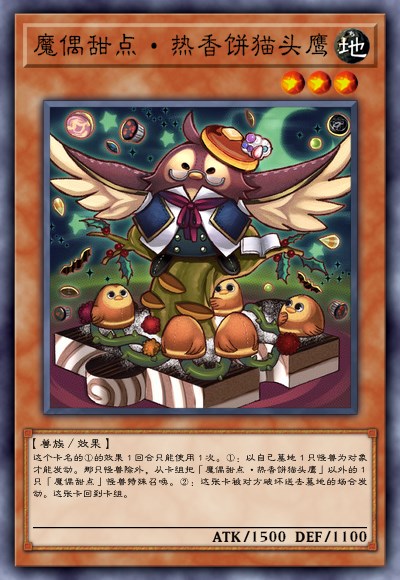 魔偶甜点・热香饼猫头鹰
地
【兽族／效果】
这个卡名的①的效果1回合只能使用1次。①：以自己墓地1只怪兽为对象
才能发动。那只怪兽除外，从卡组把「魔偶甜点・热香饼猫头鹰」以外的1
只「魔偶甜点」怪兽特殊召唤。②：这张卡被对方破坏送去墓地的场合发
动。这张卡回到卡组。
ATK/1500 DEF/1100